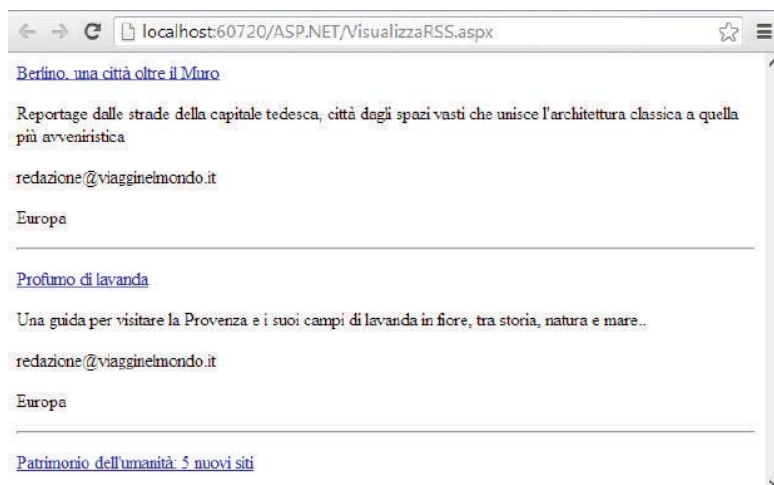 localhost:60720/ASP.NET/VisualizzaRSS.aspx
Berlino, una città oltre il Muro
Reportage dalle strade della capitale tedesca, città dagli spazi vasti che unisce l'architettura classica a quella
più avveniristica
redazione@viagginelmondo.it
Europa
Profumo di lavanda
Una guida per visitare la Provenza e i suoi campi di lavanda in fiore, tra storia, natura e mare..
redazione@viagginelmondo.it
Europa
Patrimonio dell'umanità: 5 nuovi siti